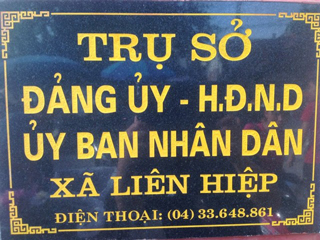 TRỤ SỞ
ĐẢNG ỦY - H.Đ.N.D
ỦY BAN NHÂN DÂN
XÃ LIÊN HIỆP
ĐIỆN THOẠI: (04) 33.648.861